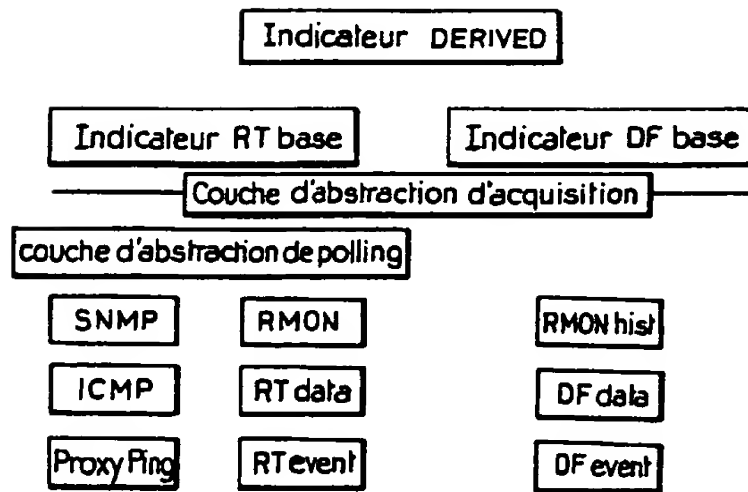 Indicateur DERIVED
Indicateur RT base Indicateur DF base
Couche d'abstraction d'acquisition
couche d'abstraction de polling
SNMP RMON RMON hist
ICMP RT data DF data
Proxy Ping RT event DF event